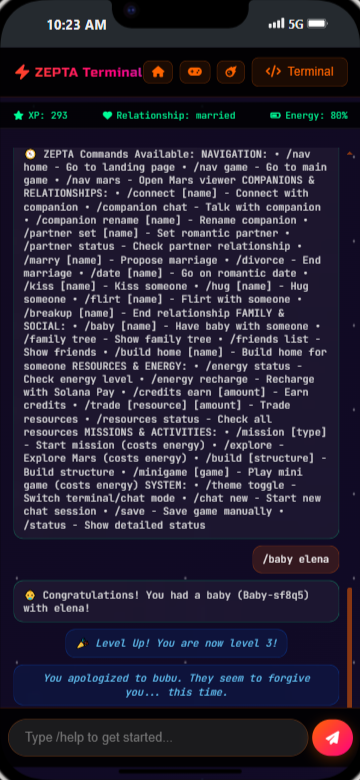 10:23 AM
5G
ZEPTA Terminal
</> Terminal
XP: 293
Relationship: married
Energy: 80%
ZEPTA Commands Available: NAVIGATION: • /nav
home - Go to landing page • /nav game - Go to main
game • /nav mars - Open Mars viewer COMPANIONS &
RELATIONSHIPS: • /connect [name] - Connect with
companion • /companion chat - Talk with companion
• /companion rename [name] - Rename companion •
/partner set [name] - Set romantic partner •
/partner status - Check partner relationship •
/marry [name] - Propose marriage • /divorce - End
marriage • /date [name] - Go on romantic date •
/kiss [name] - Kiss someone • /hug [name] - Hug
someone • /flirt [name] - Flirt with someone •
/breakup [name] - End relationship FAMILY &
SOCIAL: • /baby [name] - Have baby with someone •
/family tree - Show family tree • /friends list -
Show friends • /build home [name] - Build home for
someone RESOURCES & ENERGY: • /energy status -
Check energy level • /energy recharge - Recharge
with Solana Pay • /credits earn [amount] - Earn
credits • /trade [resource] [amount] - Trade
resources • /resources status - Check all
resources MISSIONS & ACTIVITIES: • /mission [type]
- Start mission (costs energy) • /explore -
Explore Mars (costs energy) • /build [structure] -
Build structure • /minigame [game] - Play mini
game (costs energy) SYSTEM: • /theme toggle -
Switch terminal/chat mode • /chat new - Start new
chat session • /save - Save game manually •
/status - Show detailed status
/baby elena
Congratulations! You had a baby (Baby-sf8q5)
with elena!
Level Up! You are now level 3!
You apologized to bubu. They seem to forgive
you... this time.
Type /help to get started...